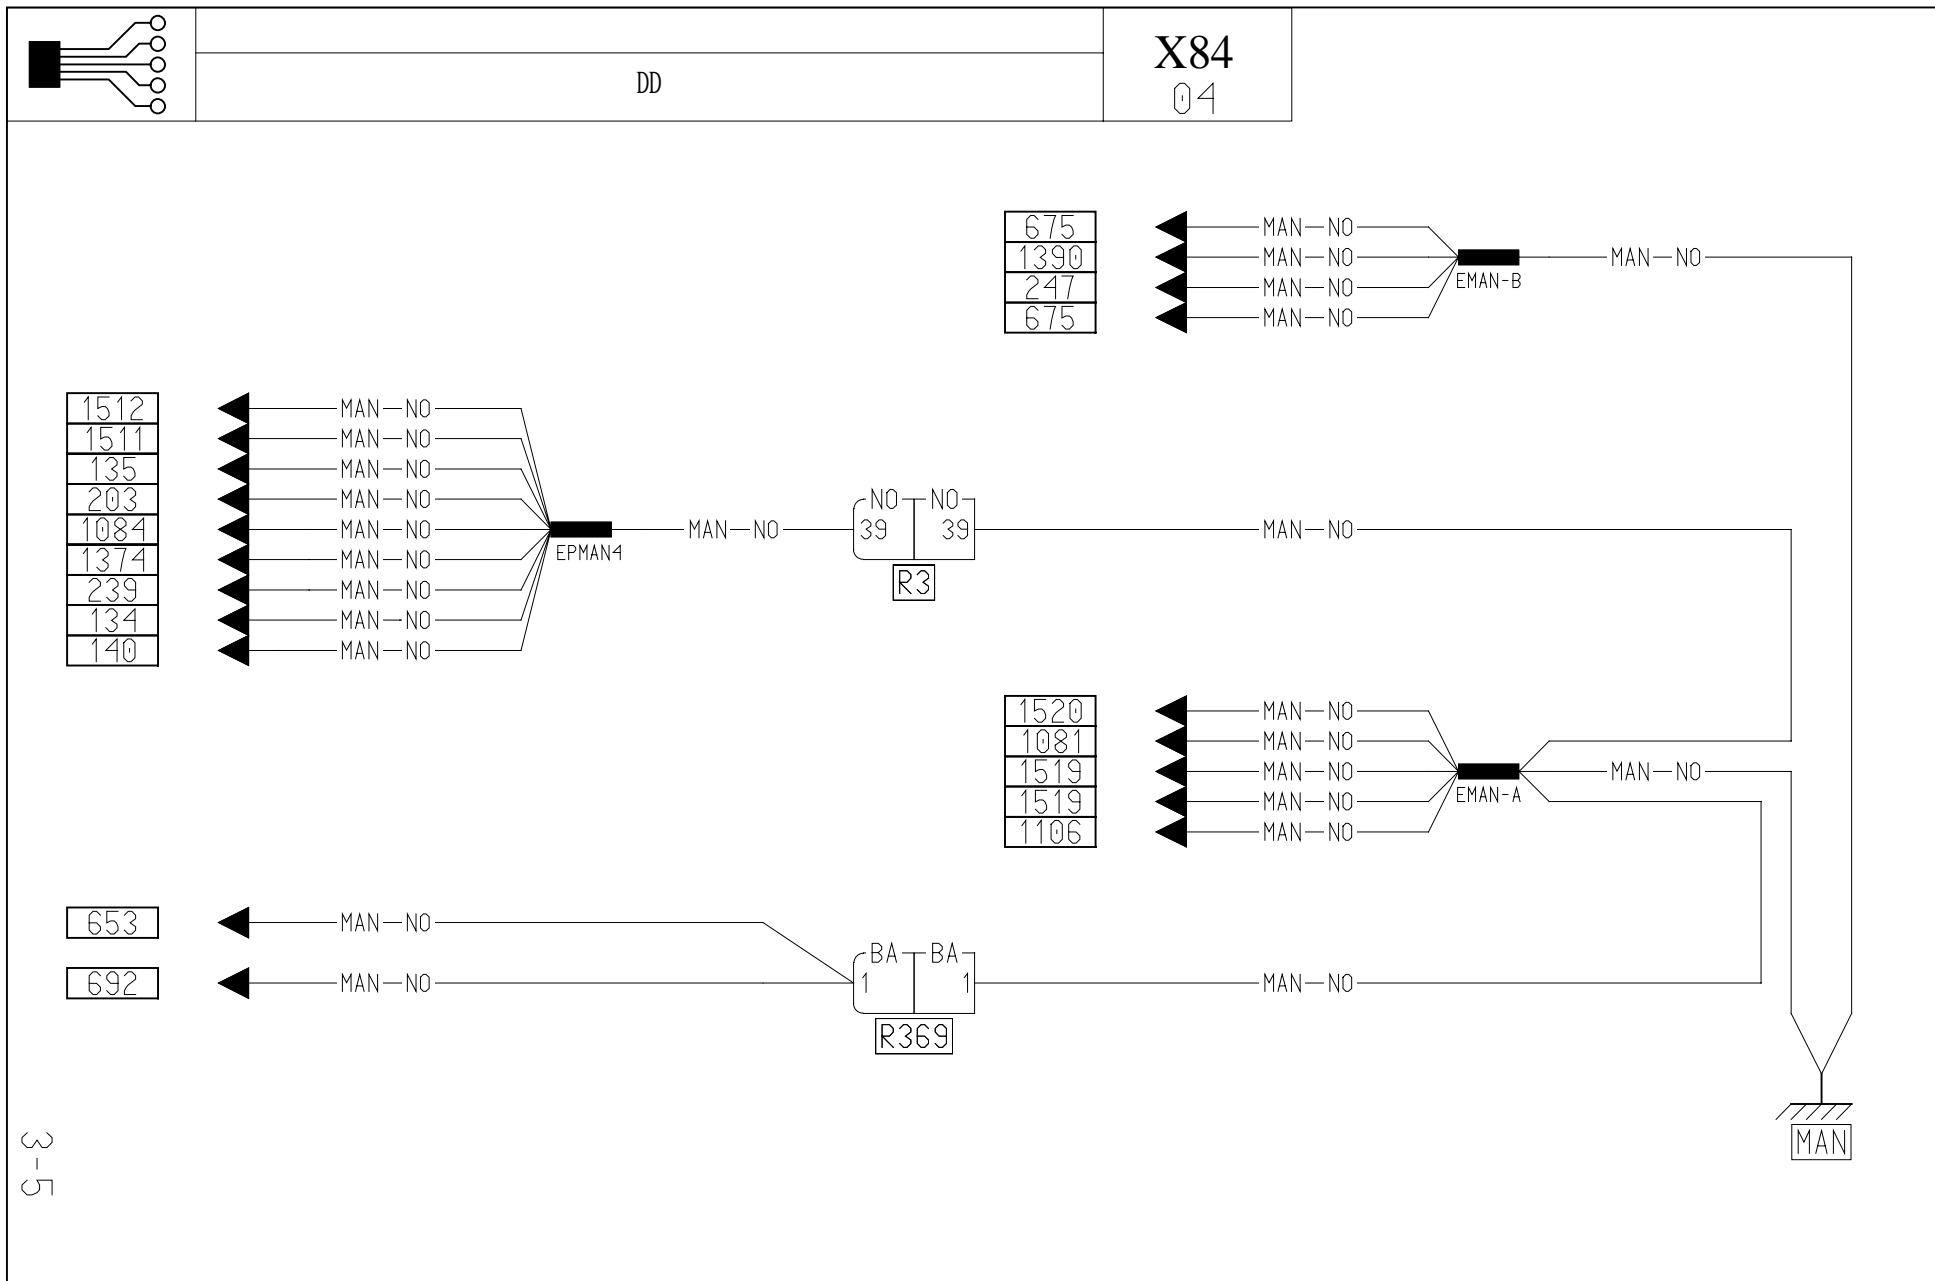 DD
X84
04
675 MAN-NO
1390 MAN-NO MAN-NO
EMAN-B
247 MAN-NO
675 MAN-NO
1512 MAN-NO
1511 MAN-NO
135 MAN-NO
203 MAN-NO NO NO
1084 MAN-NO MAN-NO 39 39 MAN-NO
EPMAN4
1374 MAN-NO
R3
239 MAN-NO
134 MAN-NO
140 MAN-NO
1520 MAN-NO
1081 MAN-NO
1519 MAN-NO MAN-NO
EMAN-A
1519 MAN-NO
1106 MAN-NO
653 MAN-NO
BA BA
692 MAN-NO 1 1 MAN-NO
R369
MAN
3-5